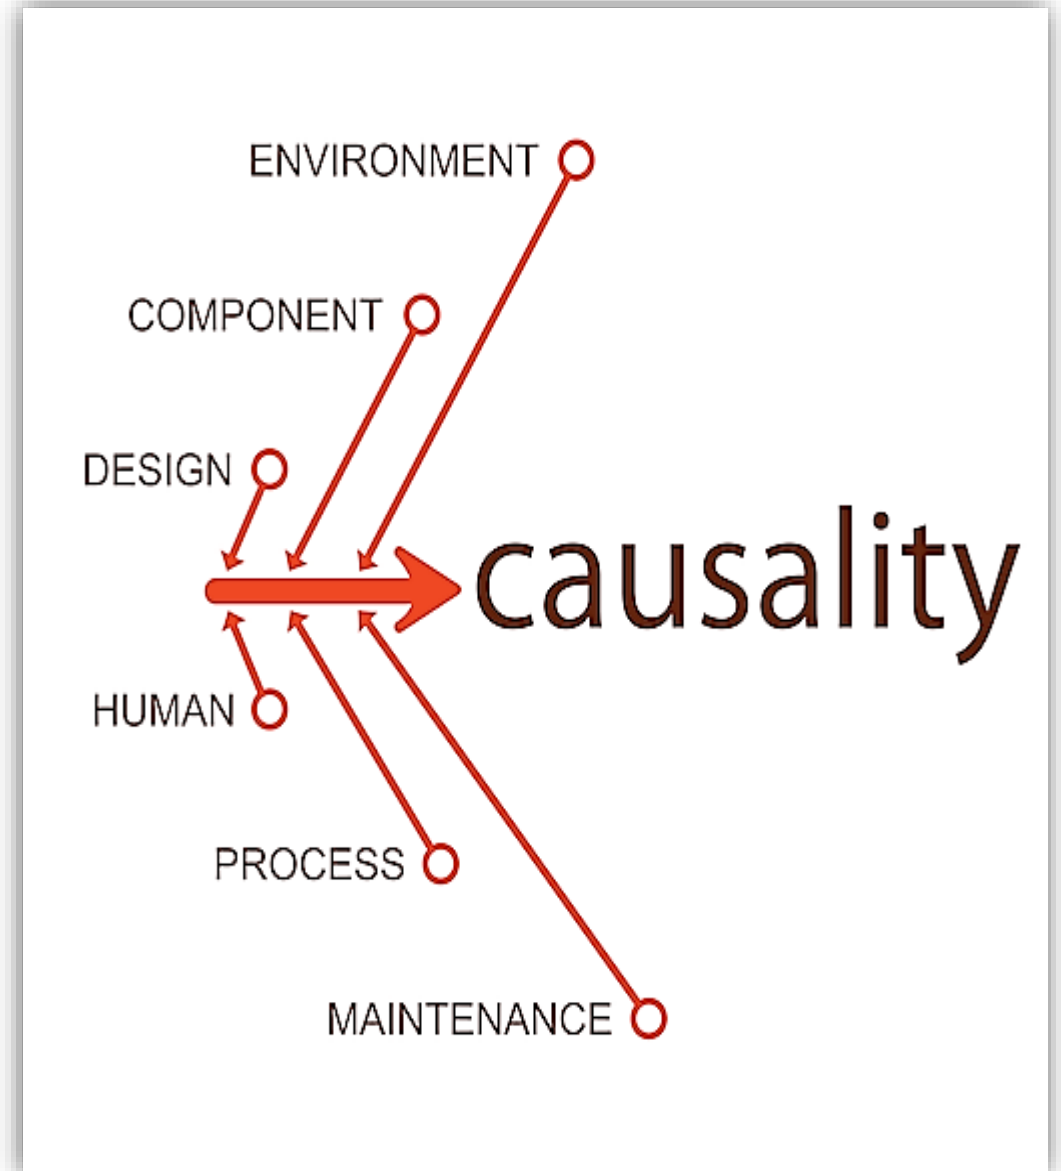 ENVIRONMENT
COMPONENT
DESIGN
causality
HUMAN
PROCESS
MAINTENANCE